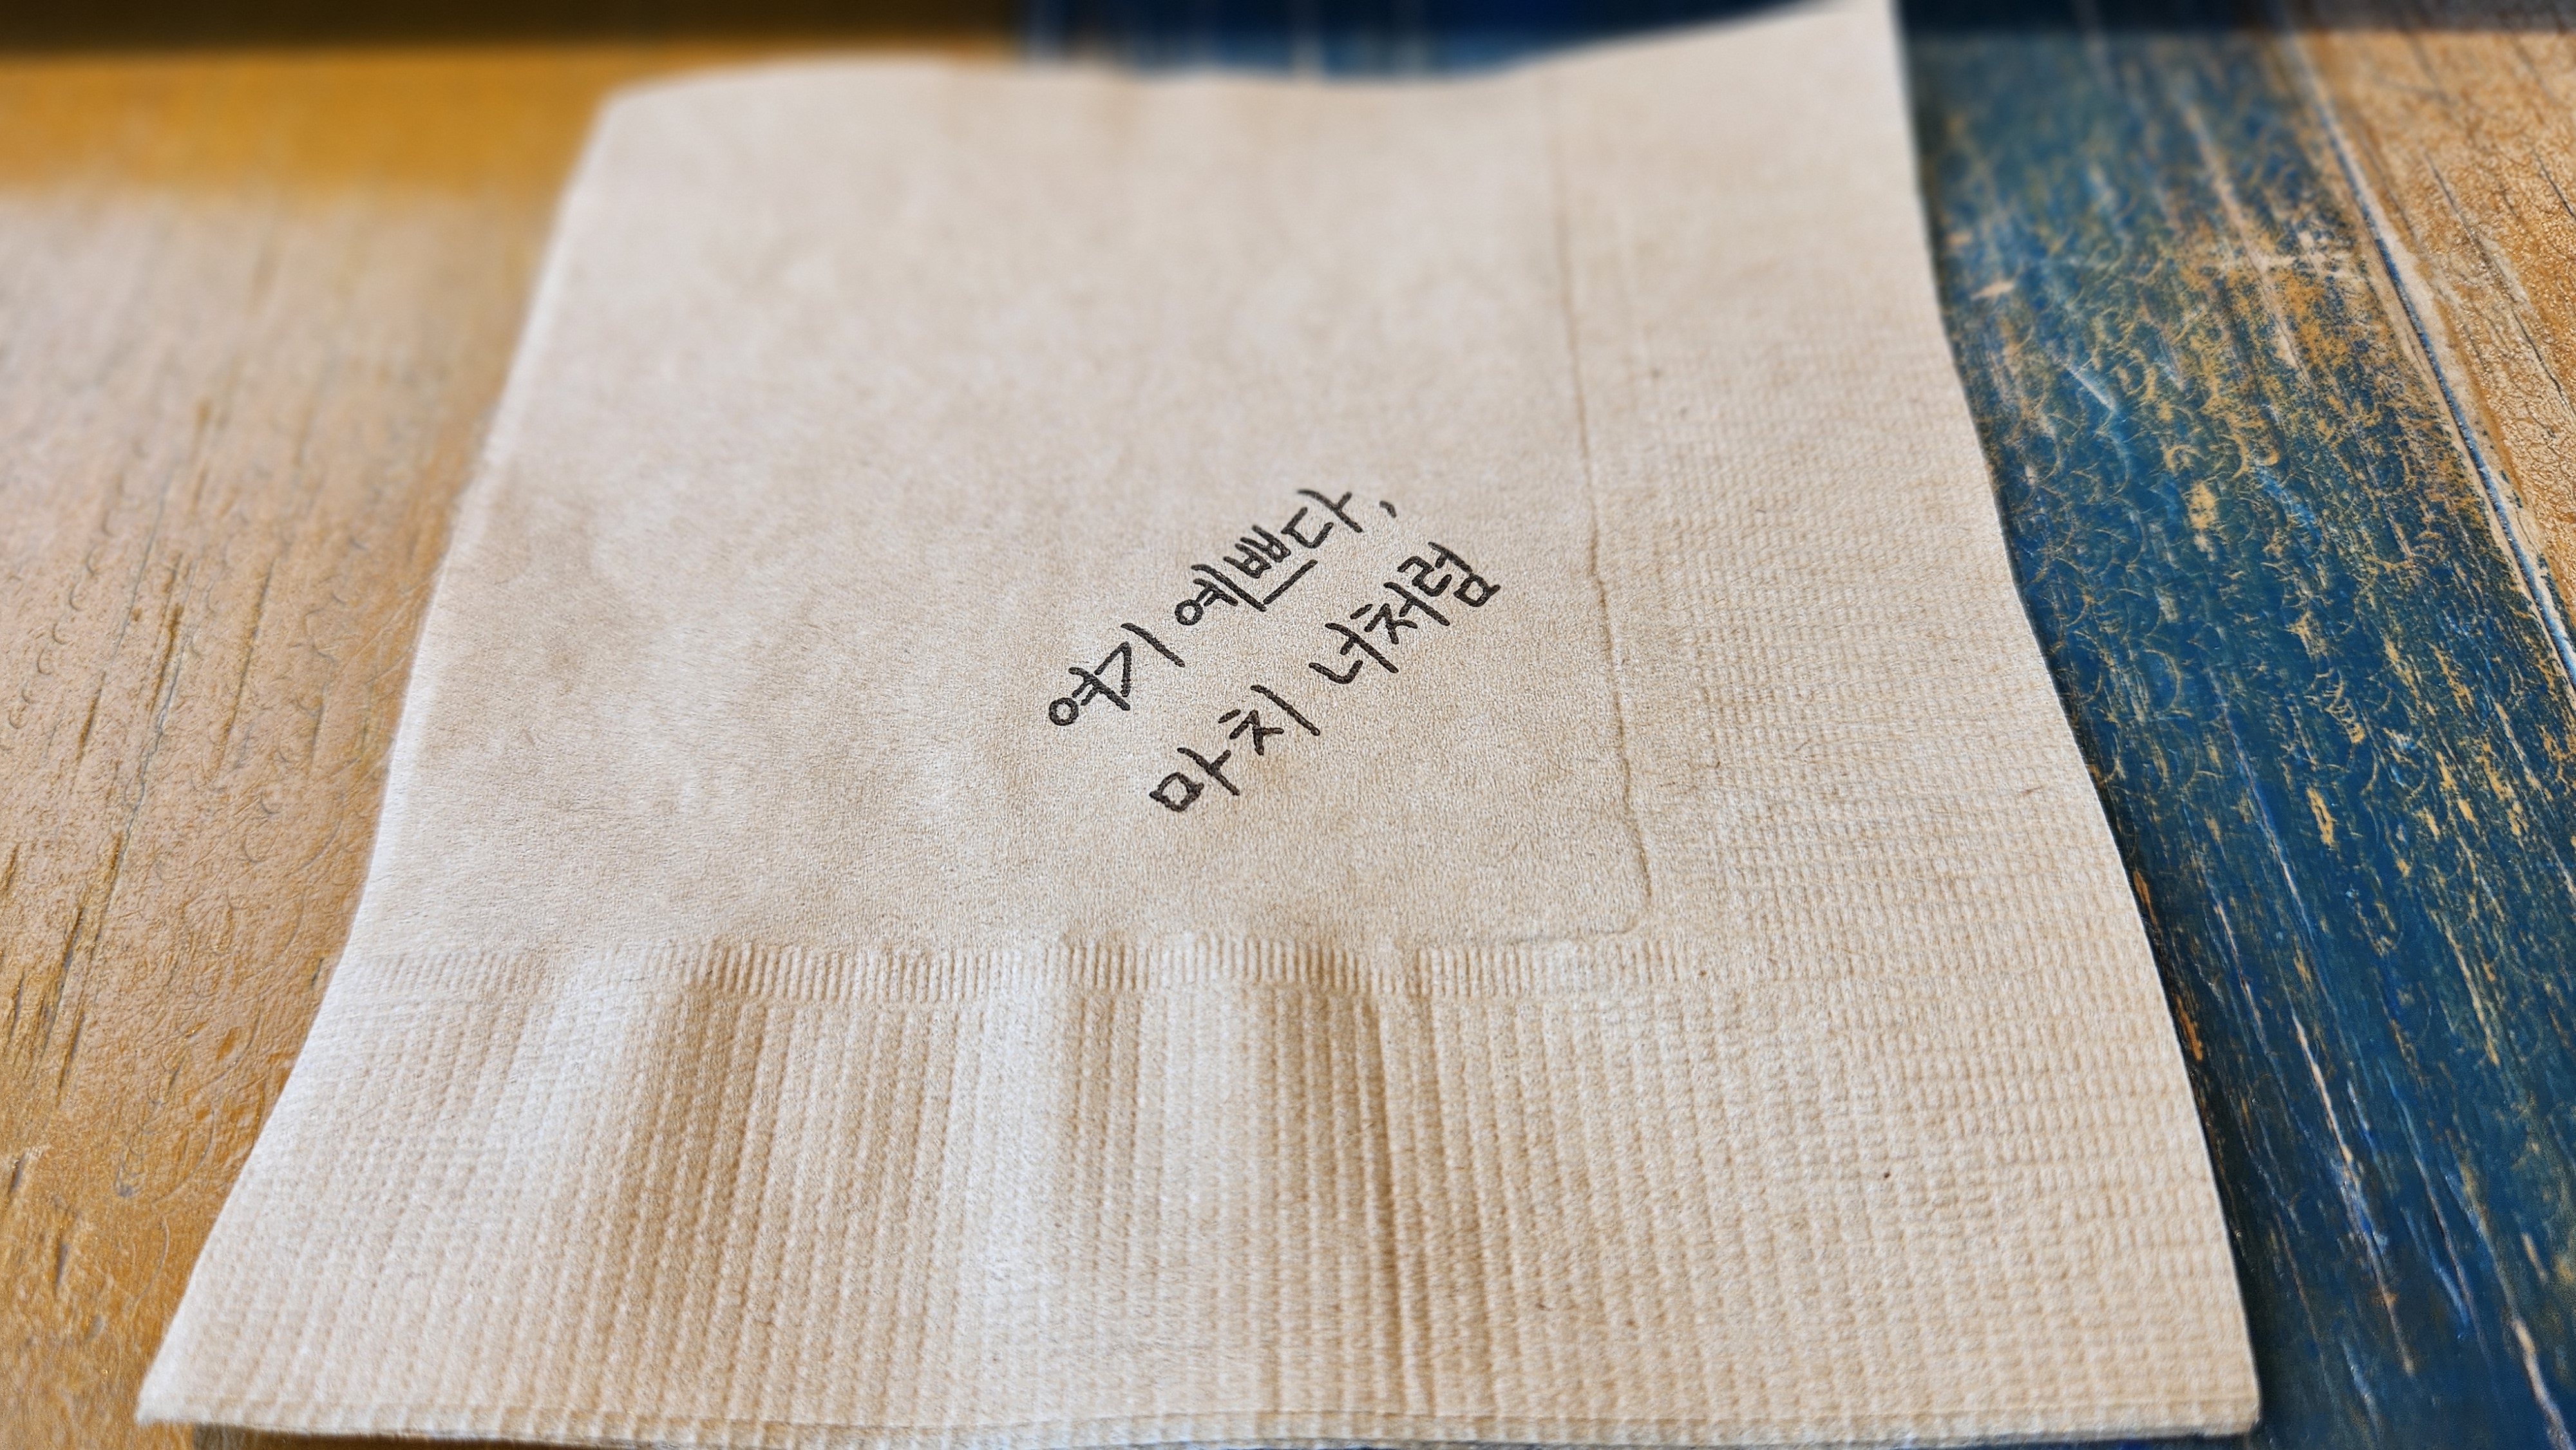 여기 예쁘다,
마치 너처럼